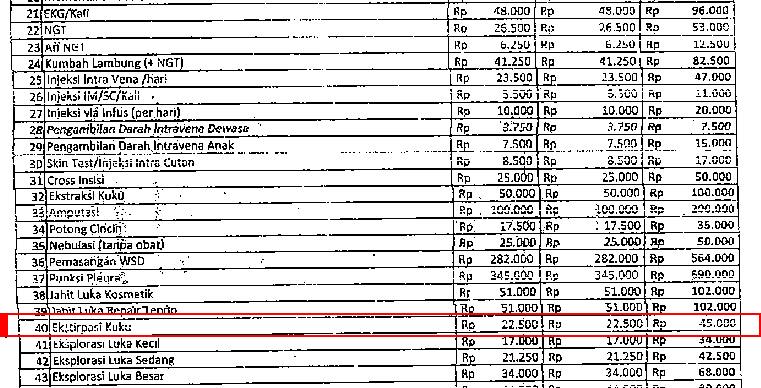 21 EKG/Kali Rp 48.000 Rp 48.000 Rp 96.000
22 NGT Rp 26.500 Rp 26.500 Rp 53.000
23 Aff NGT Rp 6.250 Rp 6.250 Rp 12.500
24 Kumbah Lambung (+ NGT) Rp 41.250 Rp 41.250 Rp 82.500
25 Injeksi Intra Vena /hari Rp 23.500 Rp 23.500 Rp 47.000
26 Injeksi IM/SC/Kali Rp 5.500 Rp 5.500 Rp 11.000
27 Injeksi via Infus (per hari) Rp 10.000 Rp 10.000 Rp 20.000
28 Pengambilan Darah Intravena Dewasa Rp 3.750 Rp 3.750 Rp 7.500
29 Pengambilan Darah Intravena Anak Rp 7.500 Rp 7.500 Rp 15.000
30 Skin Test/Injeksi Intra Cutan Rp 8.500 Rp 8.500 Rp 17.000
31 Cross Insisi Rp 25.000 Rp 25.000 Rp 50.000
32 Ekstraksi Kuku Rp 50.000 Rp 50.000 Rp 100.000
33 Amputasi Rp 100.000 Rp 100.000 Rp 200.000
34 Potong Cincin Rp 17.500 Rp 17.500 Rp 35.000
35 Nebulasi (tanpa obat) Rp 25.000 Rp 25.000 Rp 50.000
36 Pemasangan WSD Rp 282.000 Rp 282.000 Rp 564.000
37 Punksi Pleura Rp 345.000 Rp 345.000 Rp 690.000
38 Jahit Luka Kosmetik Rp 51.000 Rp 51.000 Rp 102.000
39 Jahit Luka Repair Tendo Rp 51.000 Rp 51.000 Rp 102.000
40 Ekstirpasi Kuku Rp 22.500 Rp 22.500 Rp 45.000
41 Eksplorasi Luka Kecil Rp 17.000 Rp 17.000 Rp 34.000
42 Eksplorasi Luka Sedang Rp 21.250 Rp 21.250 Rp 42.500
43 Eksplorasi Luka Besar Rp 34.000 Rp 34.000 Rp 68.000